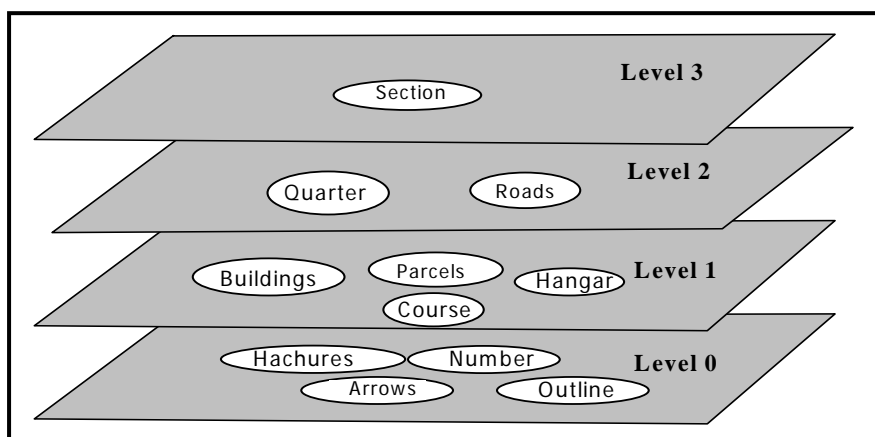 Level 3
Section
Level 2
Quarter
Roads
Buildings
Parcels
Hangar
Level 1
Course
Hachures
Number
Level 0
Arrows
Outline